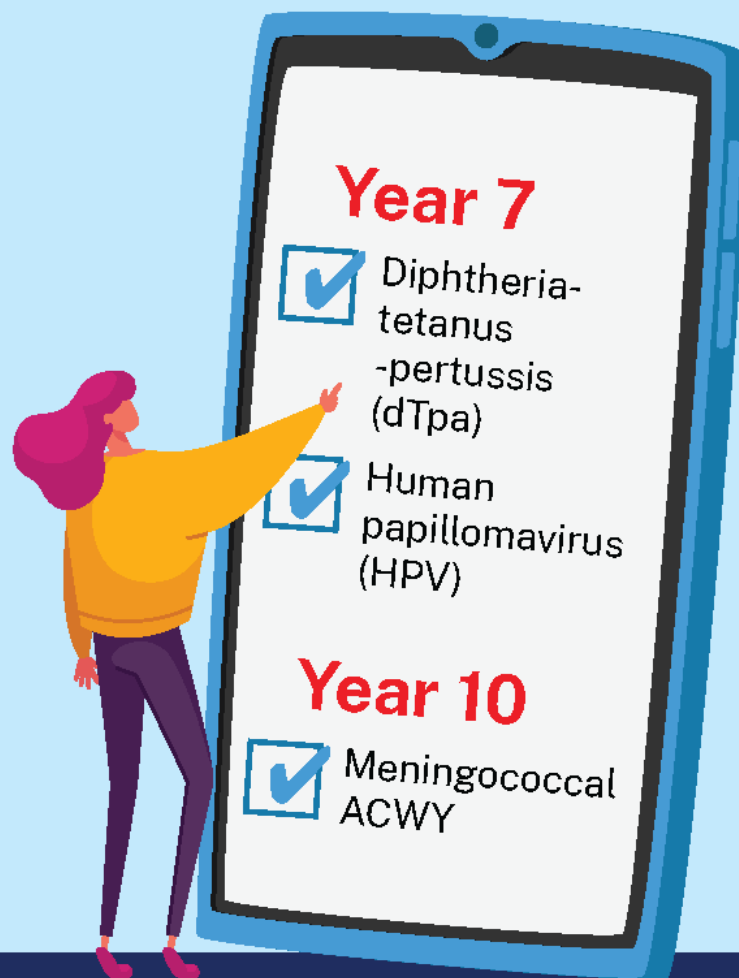 Year 7
Diphtheria-
tetanus
-pertussis
(dTpa)
Human
papillomavirus
(HPV)
Year 10
Meningococcal
ACWY